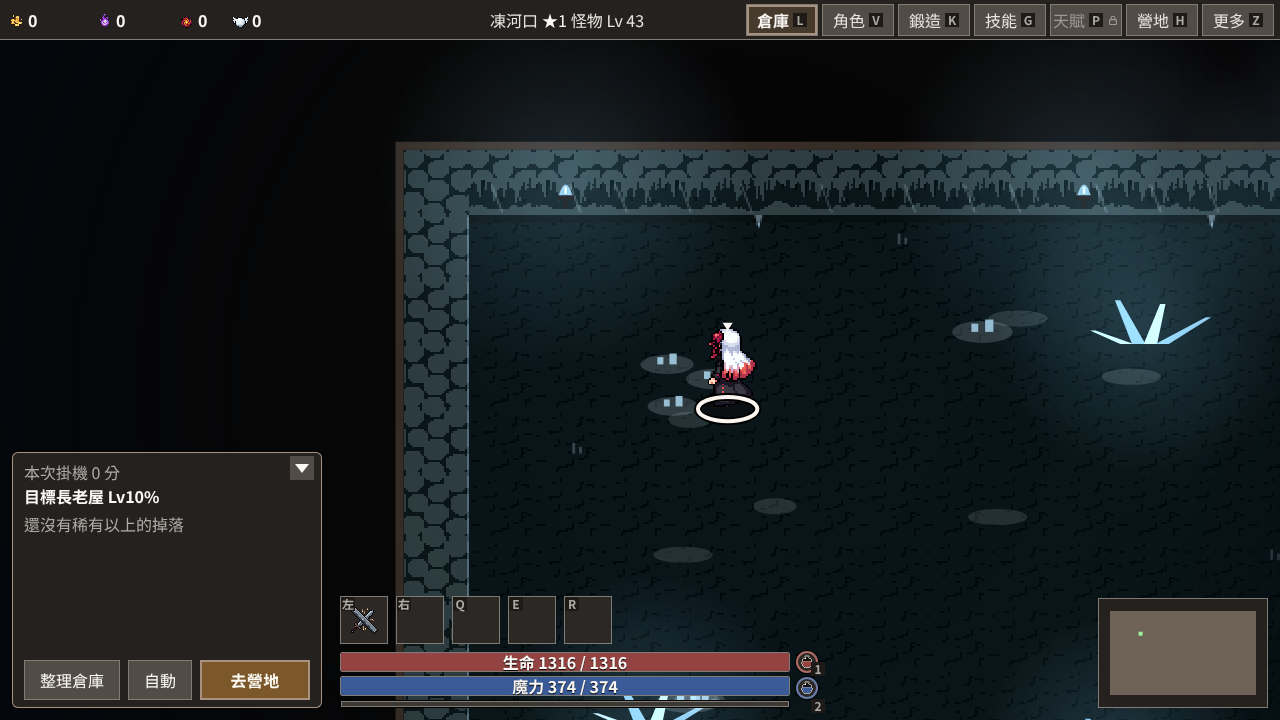 0
0
0
0
凍河口 ★1 怪物 Lv 43
倉庫 L
角色 V
鍛造 K
技能 G
天賦 P
營地 H
更多 Z
本次掛機 0 分
目標長老屋 Lv10%
還沒有稀有以上的掉落
整理倉庫
自動
去營地
左
右
Q
E
R
生命 1316 / 1316
1
魔力 374 / 374
2